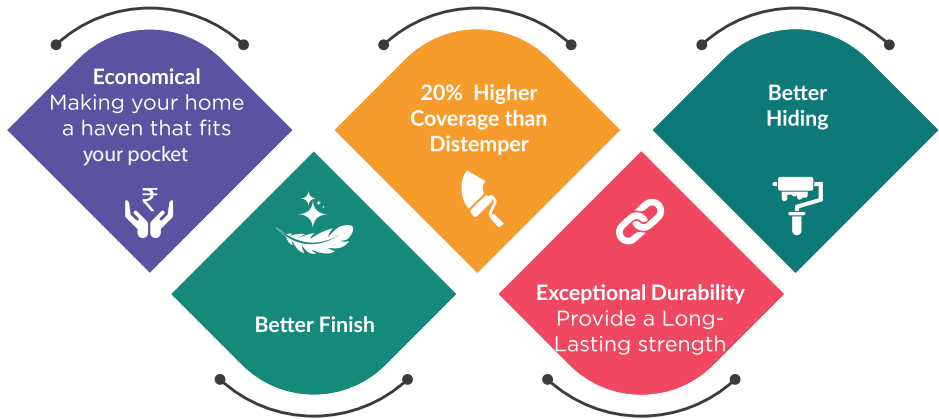 Economical
Making your home
a haven that fits
your pocket
₹
Better Finish
20% Higher
Coverage than
Distemper
Exceptional Durability
Provide a Long-
Lasting strength
Better
Hiding